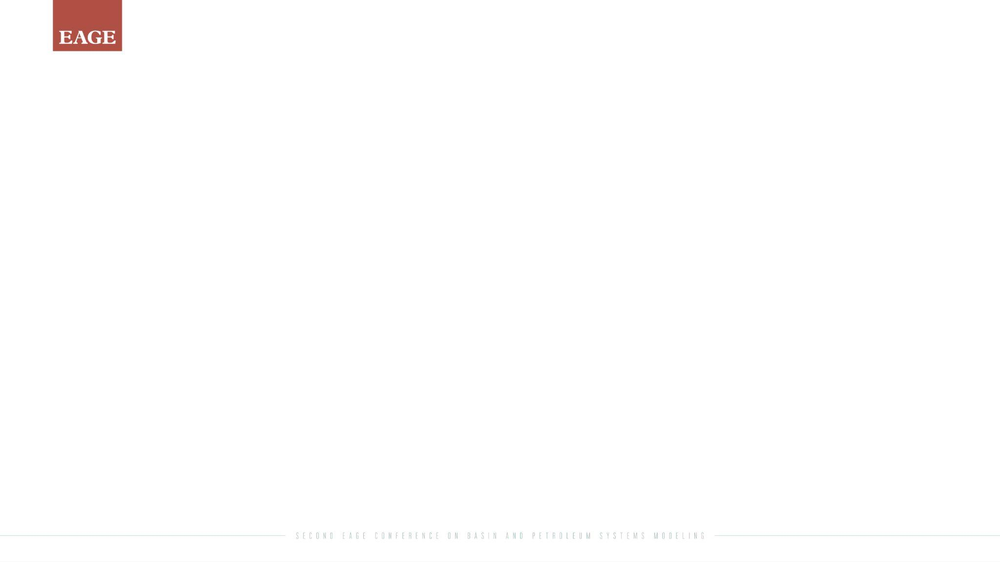 EAGE
SECOND EAGE CONFERENCE ON BASIN AND PETROLEUM SYSTEMS MODELING